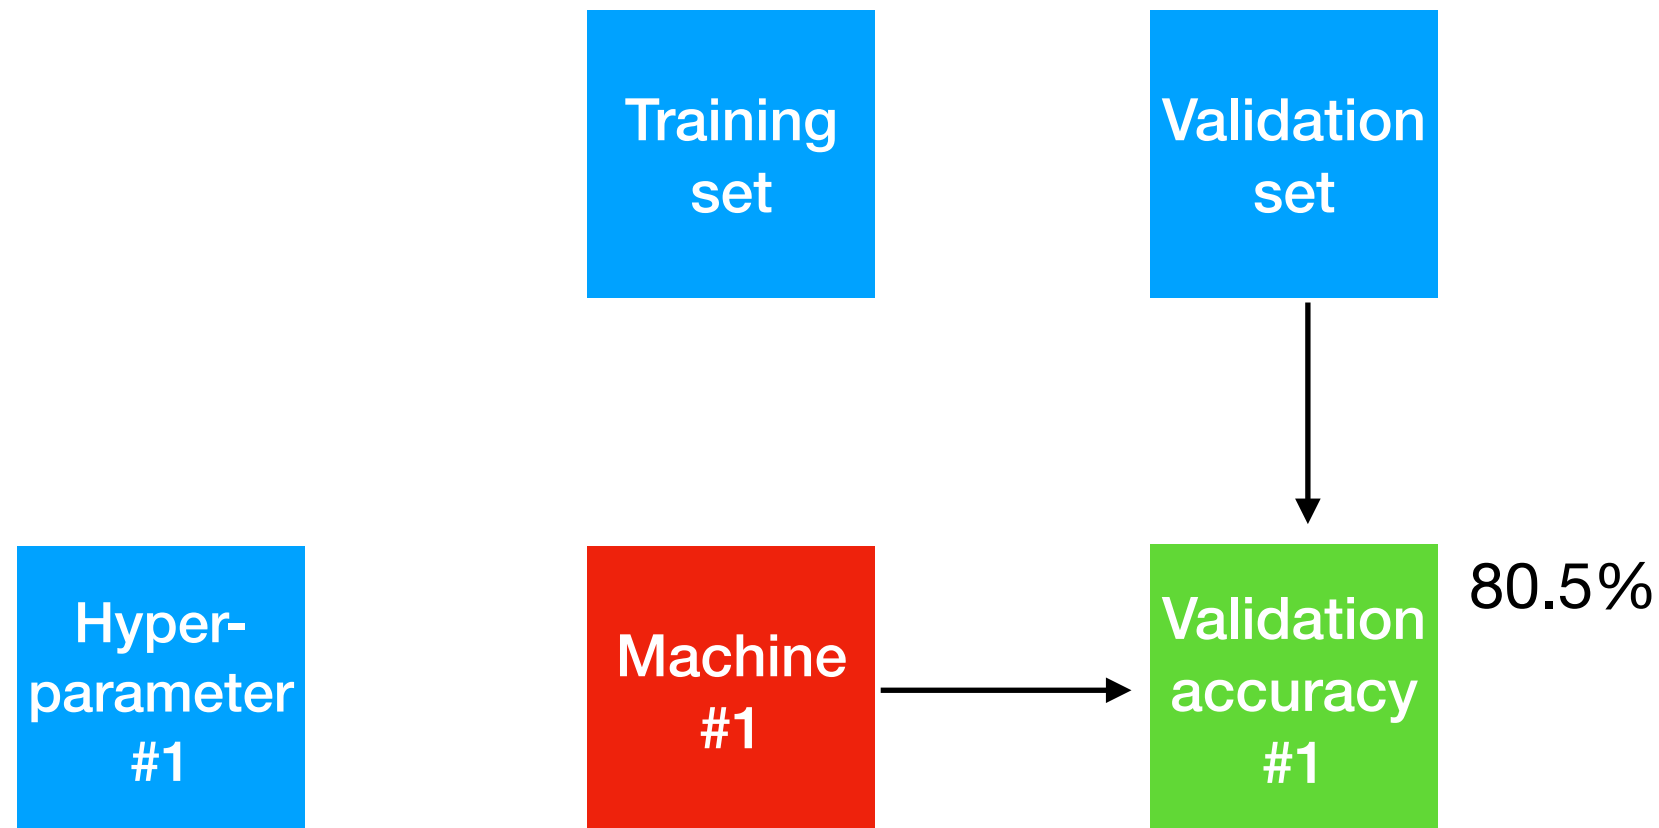 Training
set
Validation
set
Hyper-
parameter
#1
Machine
#1
Validation
accuracy
#1
80.5%